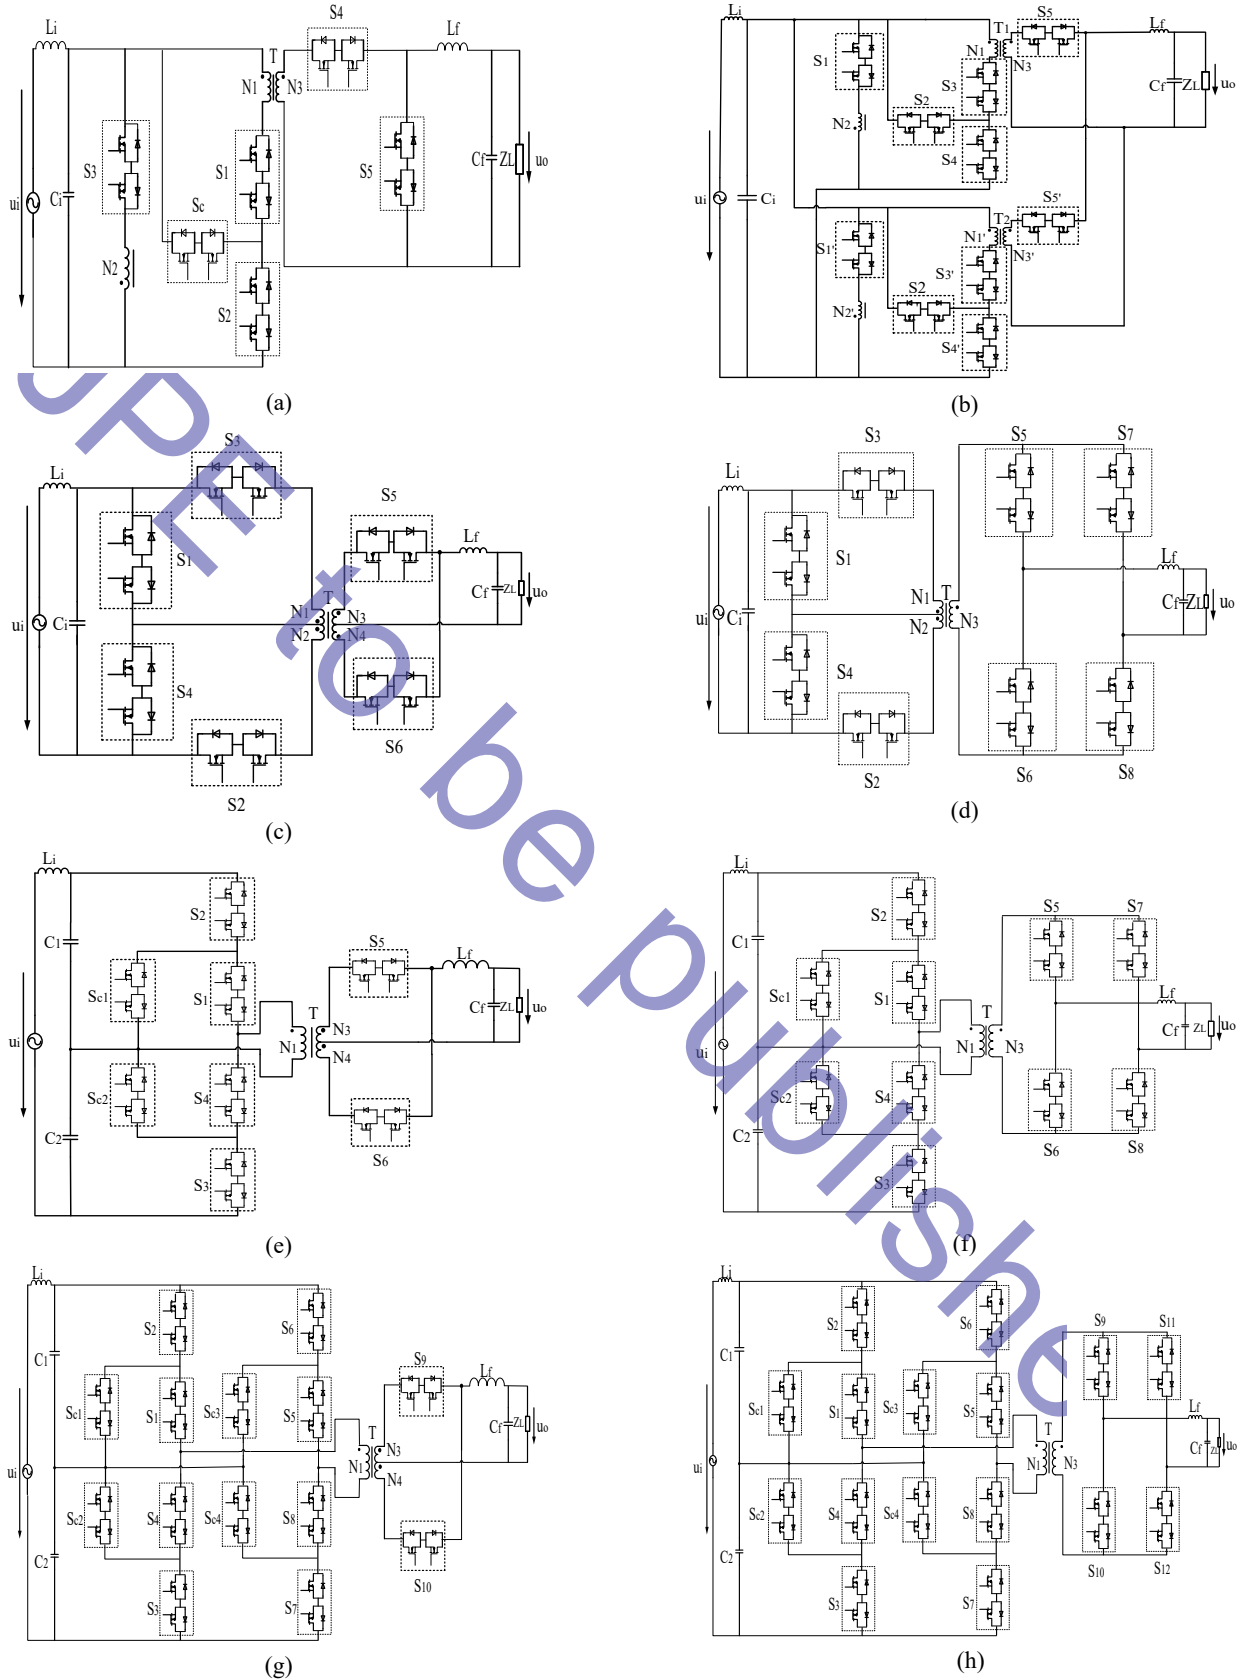 Li
S4
Lf
T
N1
N3
S3
S1
S5
Cf
ZL
uo
ui
Ci
Sc
N2
S2
(a)
Li
T1
S5
Lf
S1
N1
N3
Cf
ZL
uo
S3
S2
N2
S4
ui
Ci
T2
S5'
S1'
N1'
N3'
S3'
S2
N2'
S4'
(b)
S3
Li
S5
Lf
S1
T
Cf
ZL
uo
N1
N3
ui
Ci
N2
N4
S4
S6
S2
(c)
S3
S5
S7
Li
S1
Lf
N1
T
Cf
ZL
uo
ui
Ci
N2
N3
S4
S2
S6
S8
(d)
Li
S2
C1
S5
Lf
Sc1
S1
T
N3
Cf
ZL
uo
ui
N1
N4
Sc2
S4
C2
S6
S3
(e)
Li
S2
S5
S7
C1
Sc1
S1
Lf
T
Cf
ZL
uo
ui
N1
N3
Sc2
S4
C2
S6
S8
S3
(f)
Li
S2
S6
C1
S9
Lf
Sc1
S1
Sc3
S5
Cf
ZL
uo
T
N3
ui
N1
N4
Sc2
S4
Sc4
S8
C2
S10
S3
S7
(g)
Li
S2
S6
S9
S11
C1
Sc1
S1
Sc3
S5
Lf
T
Cf
ZL
uo
ui
N1
N3
Sc2
S4
Sc4
S8
C2
S10
S12
S3
S7
(h)
JPE to be publishe